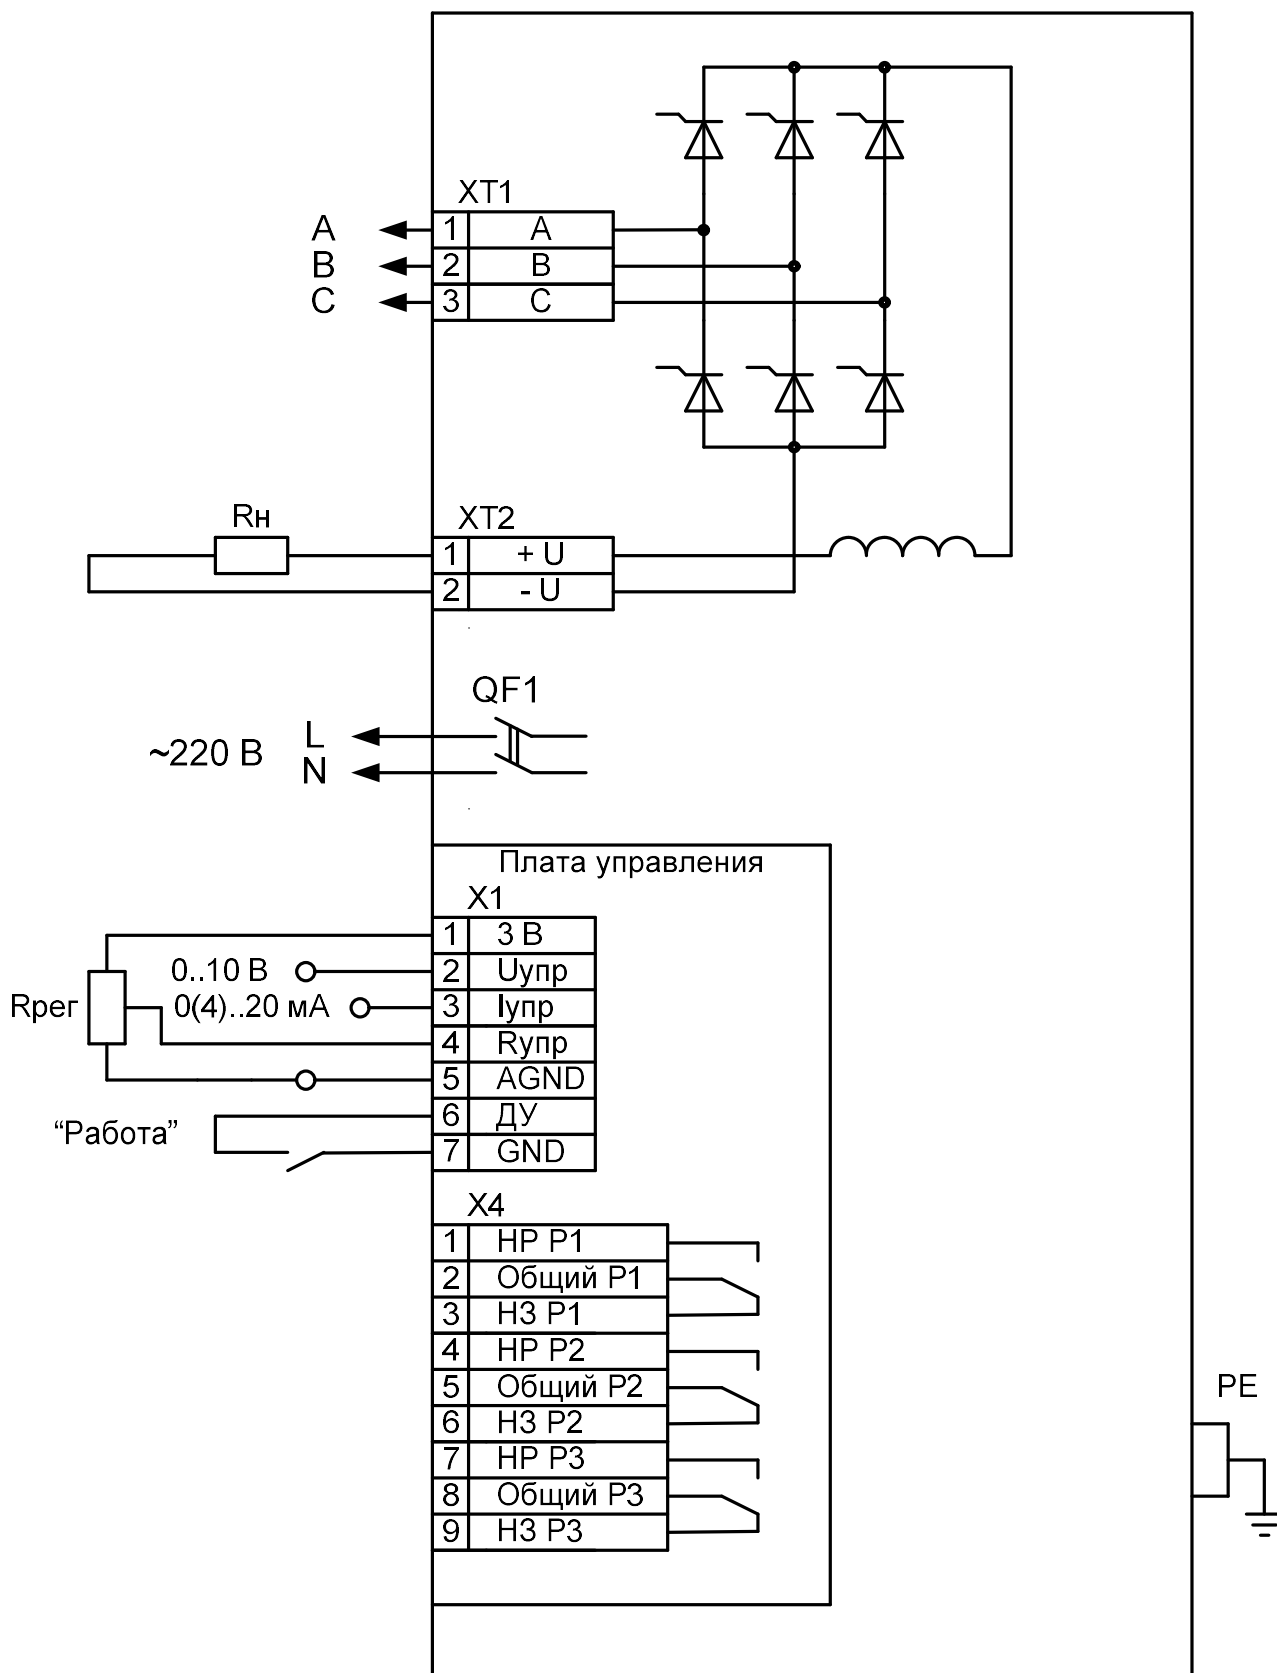 XT1
A 1 A
B 2 B
C 3 C
Rн
XT2
1 + U
2 - U
QF1
~220 В L
N
Плата управления
X1
1 3 В
0..10 В 2 Uупр
Rрег 0(4)..20 мА 3 Iупр
4 Rупр
5 AGND
6 ДУ
“Работа”
7 GND
X4
1 НР Р1
2 Общий Р1
3 НЗ Р1
4 НР Р2
5 Общий Р2
PE
6 НЗ Р2
7 НР Р3
8 Общий Р3
9 НЗ Р3